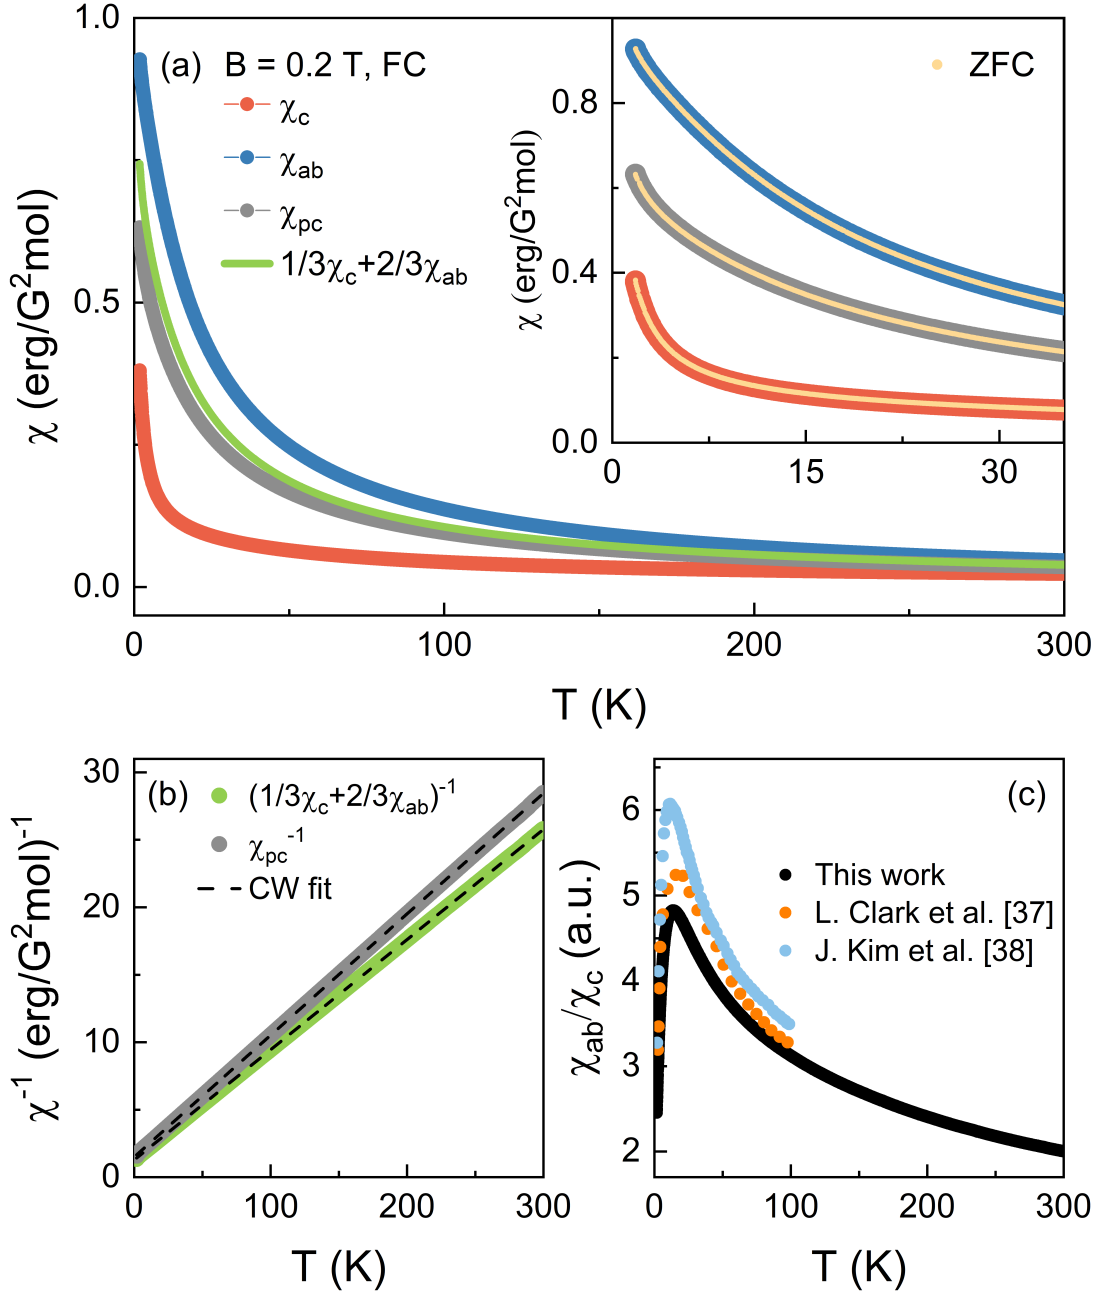 (a) B = 0.2 T, FC
χc
χab
χpc
1/3χc+2/3χab
χ (erg/G²mol)
1.0
0.5
0.0
0
100
200
300
T (K)
ZFC
χ (erg/G²mol)
0.8
0.4
0.0
0
15
30
(b)
(1/3χc+2/3χab)⁻¹
χpc⁻¹
CW fit
χ⁻¹ (erg/G²mol)⁻¹
30
20
10
0
0
100
200
300
T (K)
(c)
This work
L. Clark et al. [37]
J. Kim et al. [38]
χab/χc (a.u.)
6
5
4
3
2
0
100
200
300
T (K)